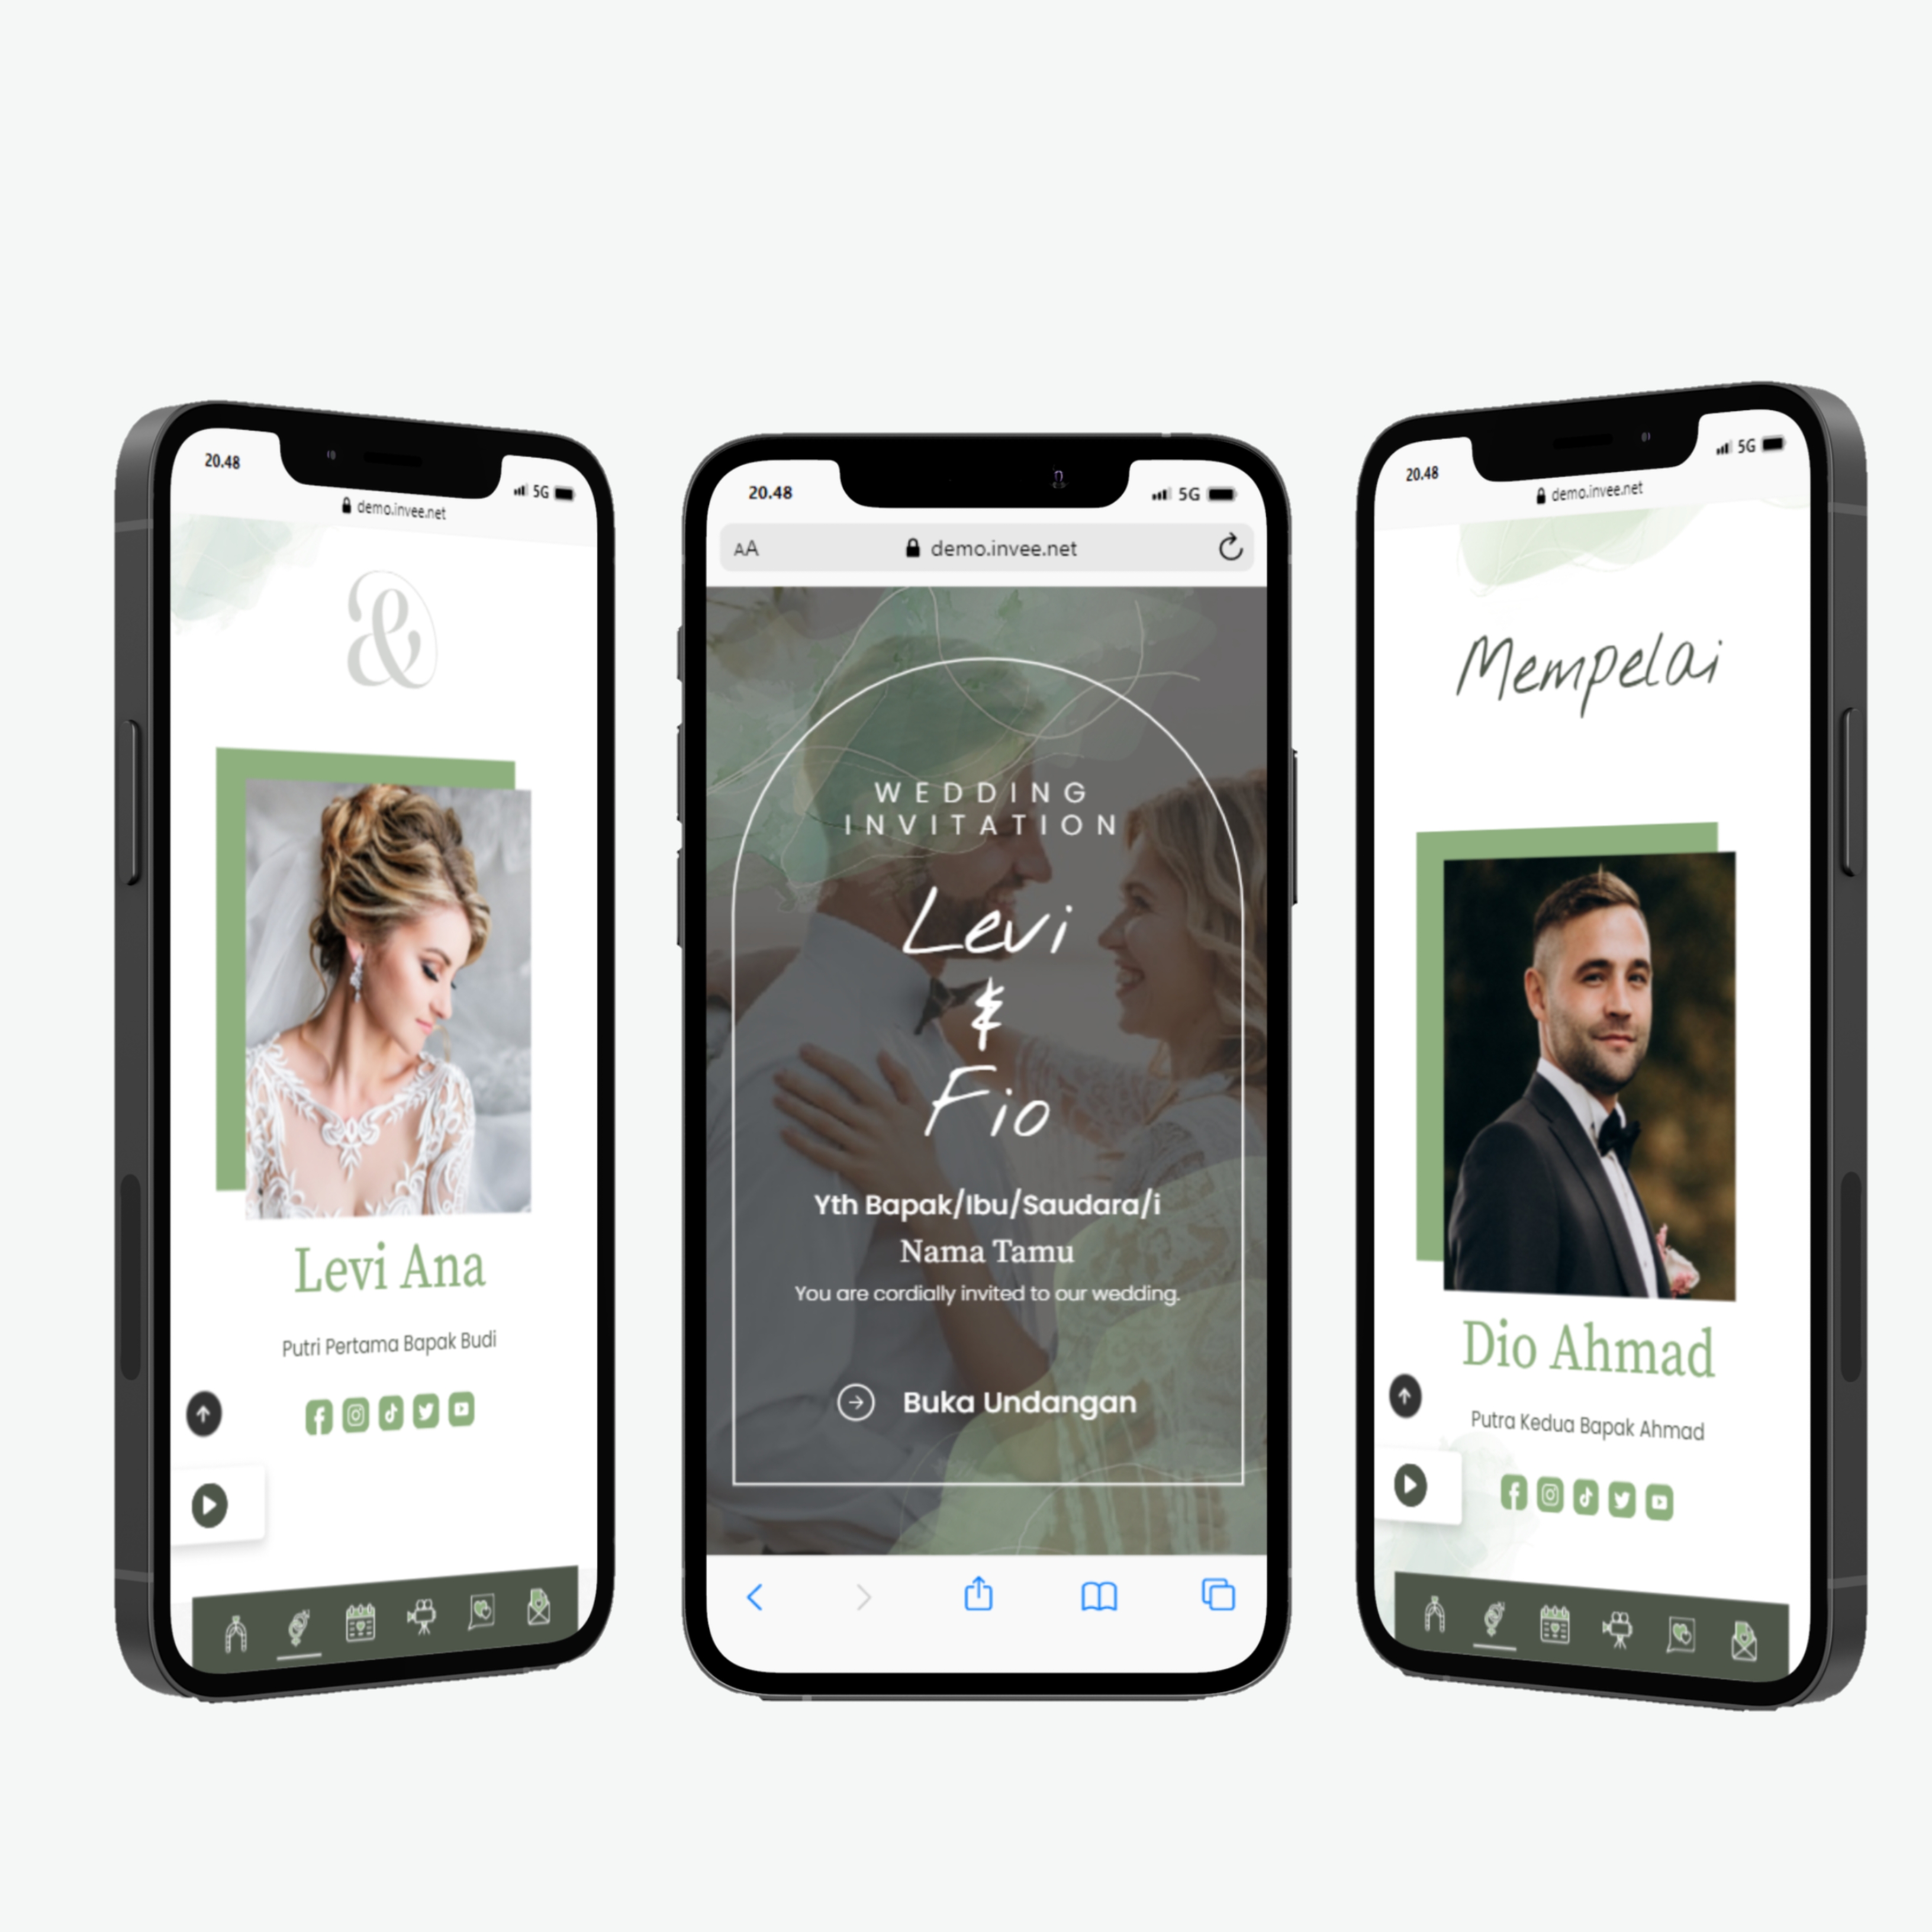 20.48
5G
demo.invee.net
&
Levi Ana
Putri Pertama Bapak Budi
20.48
5G
AA
demo.invee.net
WEDDING
INVITATION
Levi
&
Fio
Yth Bapak/Ibu/Saudara/i
Nama Tamu
You are cordially invited to our wedding.
Buka Undangan
20.48
5G
demo.invee.net
Mempelai
Dio Ahmad
Putra Kedua Bapak Ahmad